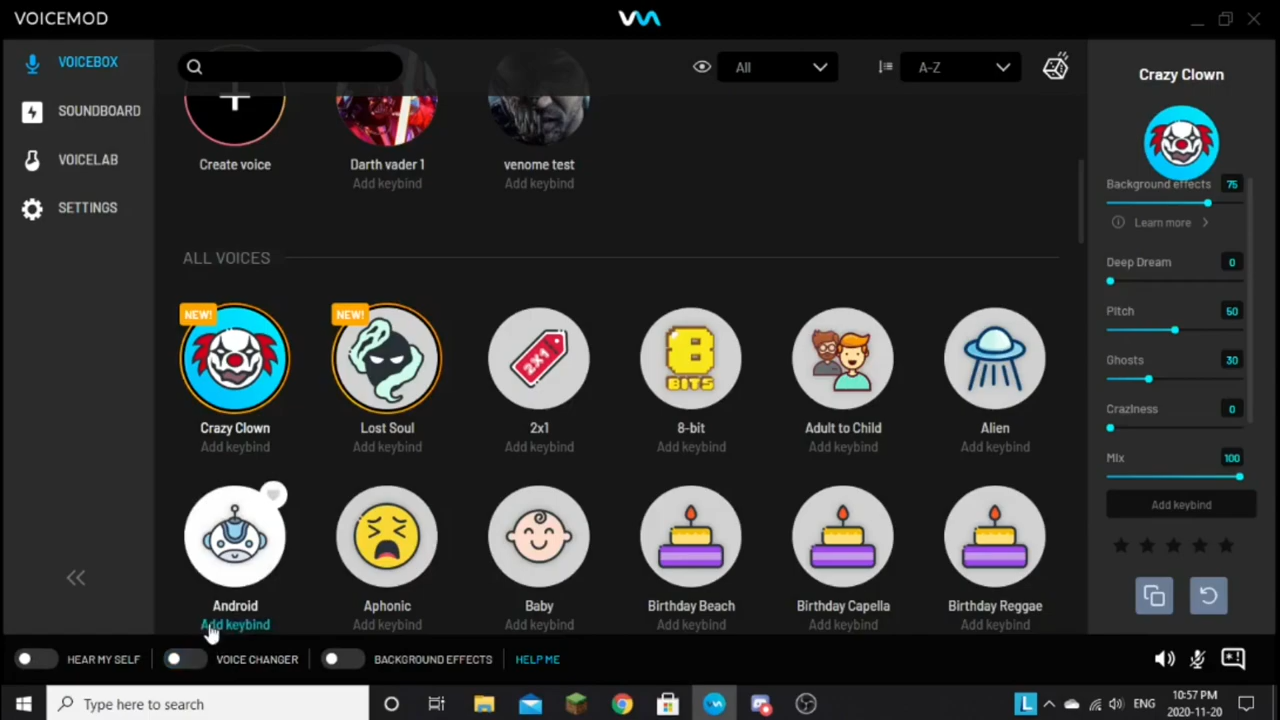 VOICEMOD
VOICEBOX
SOUNDBOARD
VOICELAB
SETTINGS
All
A-Z
Create voice
Darth vader 1
Add keybind
venome test
Add keybind
ALL VOICES
NEW!
Crazy Clown
Add keybind
NEW!
Lost Soul
Add keybind
2X1
2x1
Add keybind
8
BITS
8-bit
Add keybind
Adult to Child
Add keybind
Alien
Add keybind
Android
Add keybind
Aphonic
Add keybind
Baby
Add keybind
Birthday Beach
Add keybind
Birthday Capella
Add keybind
Birthday Reggae
Add keybind
Crazy Clown
Background effects 75
Learn more
Deep Dream 0
Pitch 50
Ghosts 30
Craziness 0
Mix 100
Add keybind
HEAR MY SELF
VOICE CHANGER
BACKGROUND EFFECTS
HELP ME
Type here to search
L
ENG
10:57 PM
2020-11-20